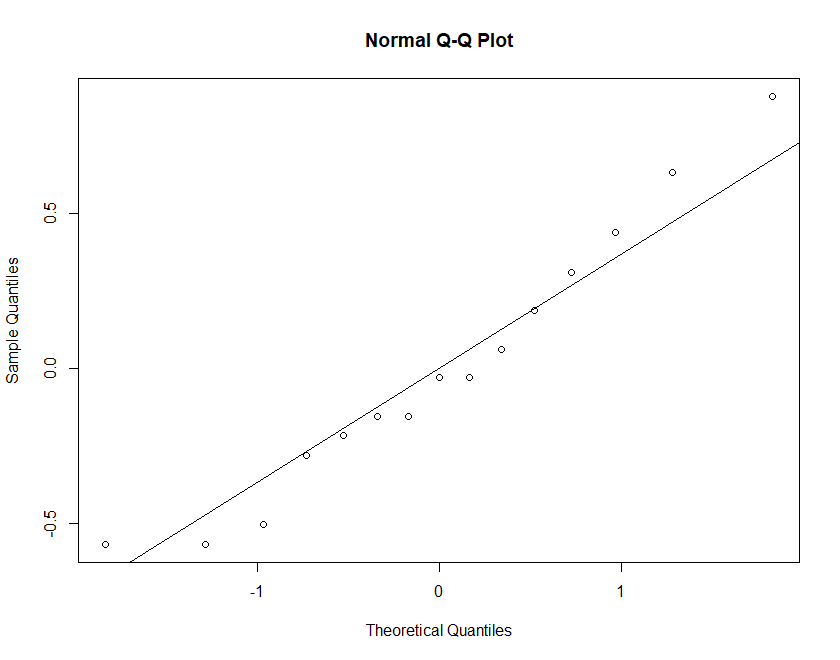 Normal Q-Q Plot
Sample Quantiles
0.5
0.0
-0.5
-1
0
1
Theoretical Quantiles